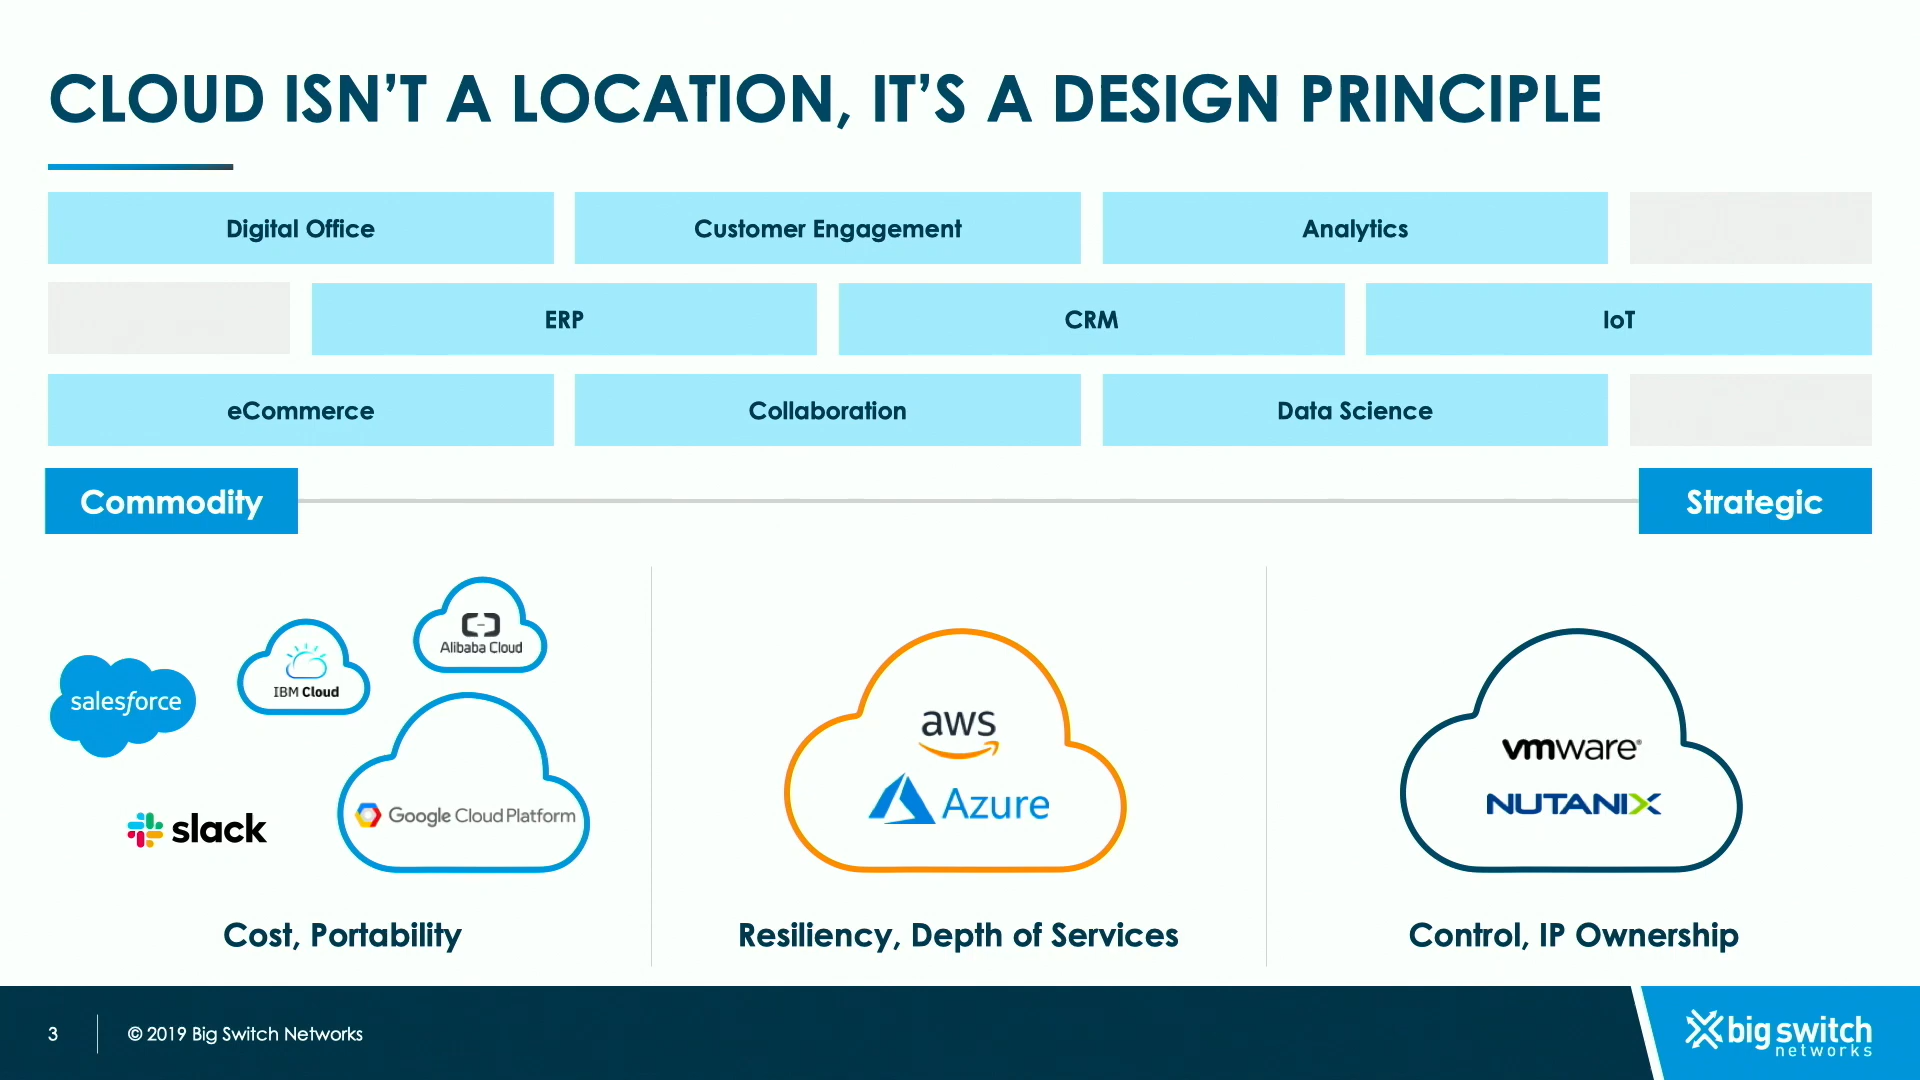 CLOUD ISN’T A LOCATION, IT’S A DESIGN PRINCIPLE
Digital Office
Customer Engagement
Analytics
ERP
CRM
IoT
eCommerce
Collaboration
Data Science
Commodity
Strategic
salesforce
IBM Cloud
Alibaba Cloud
slack
Google Cloud Platform
aws
Azure
vmware®
NUTANIX
Cost, Portability
Resiliency, Depth of Services
Control, IP Ownership
3
© 2019 Big Switch Networks
big switch
networks